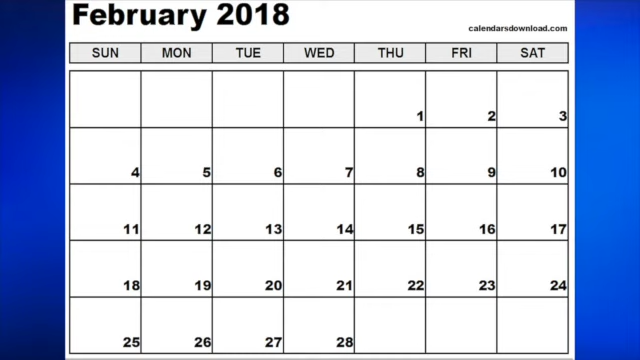 February 2018
calendarsdownload.com
SUN MON TUE WED THU FRI SAT
1 2 3
4 5 6 7 8 9 10
11 12 13 14 15 16 17
18 19 20 21 22 23 24
25 26 27 28